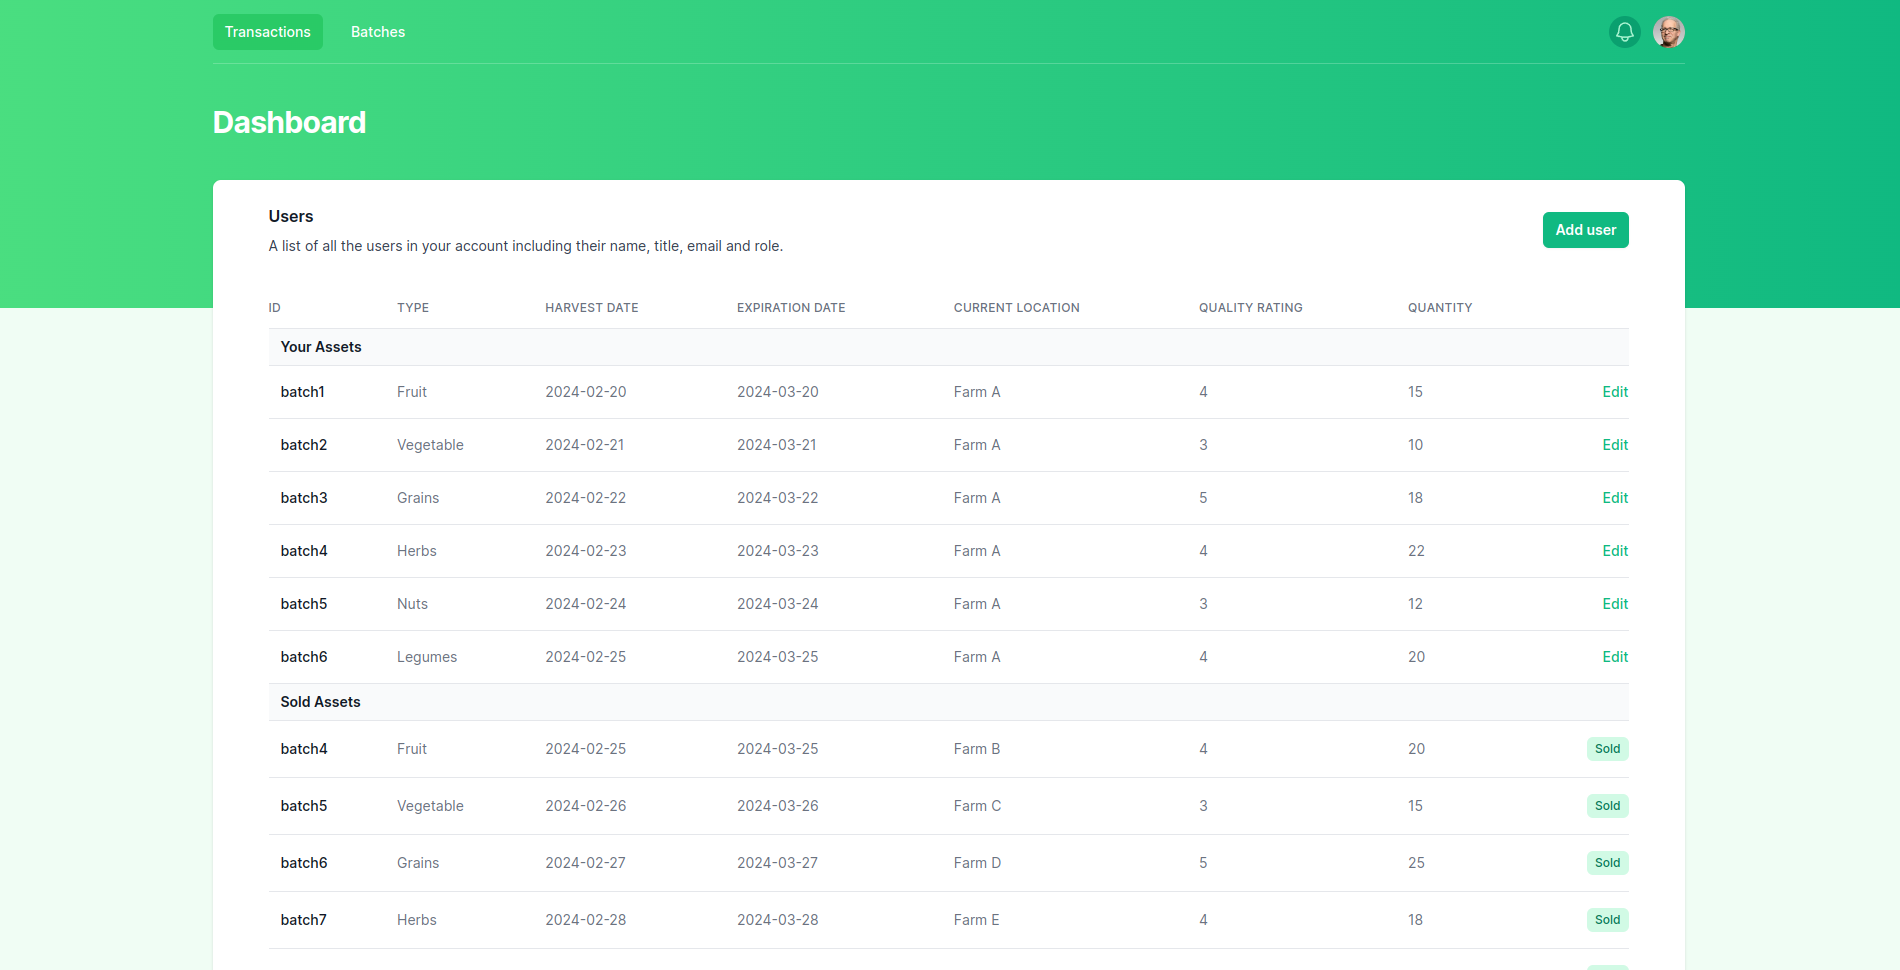 Transactions Batches
Dashboard
Users
A list of all the users in your account including their name, title, email and role.
Add user
ID TYPE HARVEST DATE EXPIRATION DATE CURRENT LOCATION QUALITY RATING QUANTITY
Your Assets
batch1 Fruit 2024-02-20 2024-03-20 Farm A 4 15 Edit
batch2 Vegetable 2024-02-21 2024-03-21 Farm A 3 10 Edit
batch3 Grains 2024-02-22 2024-03-22 Farm A 5 18 Edit
batch4 Herbs 2024-02-23 2024-03-23 Farm A 4 22 Edit
batch5 Nuts 2024-02-24 2024-03-24 Farm A 3 12 Edit
batch6 Legumes 2024-02-25 2024-03-25 Farm A 4 20 Edit
Sold Assets
batch4 Fruit 2024-02-25 2024-03-25 Farm B 4 20 Sold
batch5 Vegetable 2024-02-26 2024-03-26 Farm C 3 15 Sold
batch6 Grains 2024-02-27 2024-03-27 Farm D 5 25 Sold
batch7 Herbs 2024-02-28 2024-03-28 Farm E 4 18 Sold